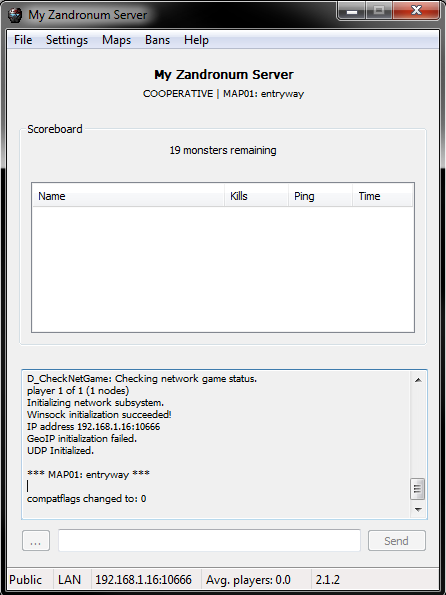 My Zandronum Server
File Settings Maps Bans Help
My Zandronum Server
COOPERATIVE | MAP01: entryway
Scoreboard
19 monsters remaining
Name Kills Ping Time
D_CheckNetGame: Checking network game status.
player 1 of 1 (1 nodes)
Initializing network subsystem.
Winsock initialization succeeded!
IP address 192.168.1.16:10666
GeoIP initialization failed.
UDP Initialized.
*** MAP01: entryway ***
compatflags changed to: 0
... Send
Public LAN 192.168.1.16:10666 Avg. players: 0.0 2.1.2